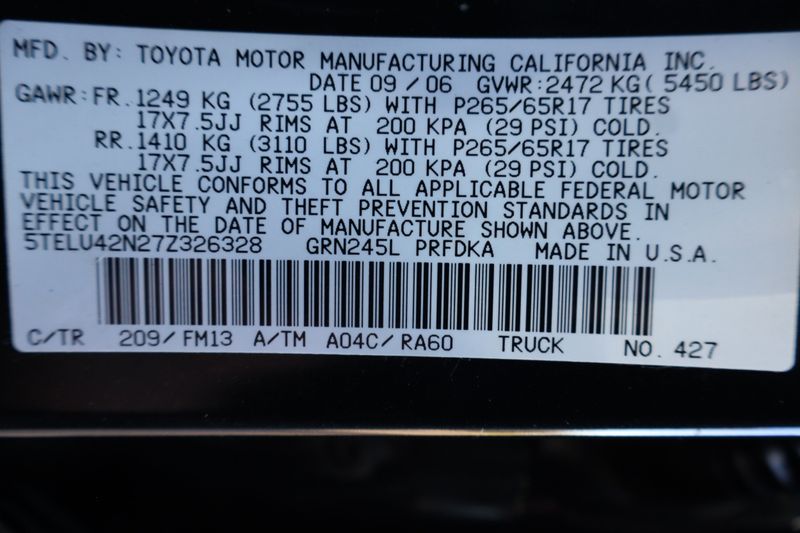 MFD. BY: TOYOTA MOTOR MANUFACTURING CALIFORNIA INC.
DATE 09/06 GVWR:2472 KG( 5450 LBS)
GAWR:FR.1249 KG (2755 LBS) WITH P265/65R17 TIRES
17X7.5JJ RIMS AT 200 KPA (29 PSI) COLD.
RR.1410 KG (3110 LBS) WITH P265/65R17 TIRES
17X7.5JJ RIMS AT 200 KPA (29 PSI) COLD.
THIS VEHICLE CONFORMS TO ALL APPLICABLE FEDERAL MOTOR
VEHICLE SAFETY AND THEFT PREVENTION STANDARDS IN
EFFECT ON THE DATE OF MANUFACTURE SHOWN ABOVE.
5TELU42N27Z326328 GRN245L PRFDKA MADE IN U.S.A.
C/TR 209/FM13 A/TM A04C/RA60 TRUCK NO. 427